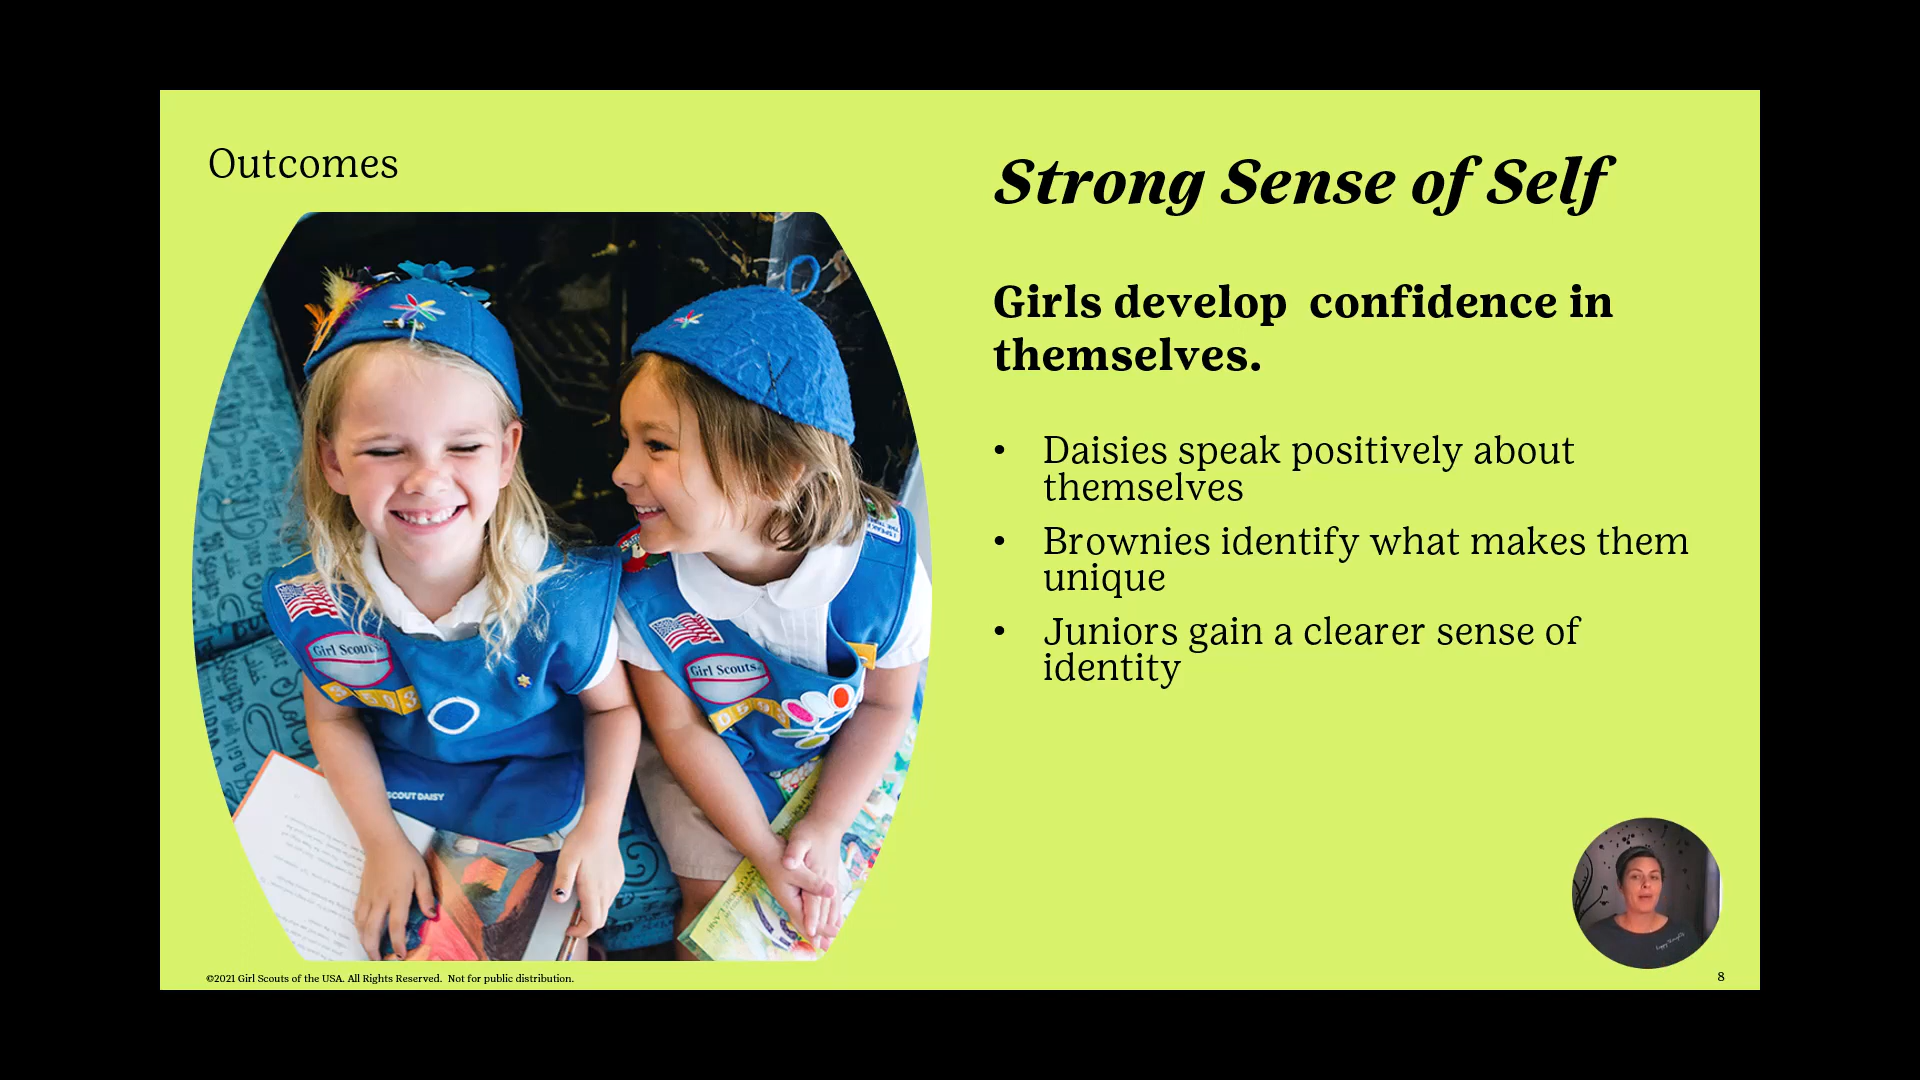 Outcomes
Strong Sense of Self
Girls develop  confidence in
themselves.
• Daisies speak positively about
themselves
• Brownies identify what makes them
unique
• Juniors gain a clearer sense of
identity
Girl Scouts
Girl Scouts
SCOUT DAISY
©2021 Girl Scouts of the USA. All Rights Reserved.  Not for public distribution.
8